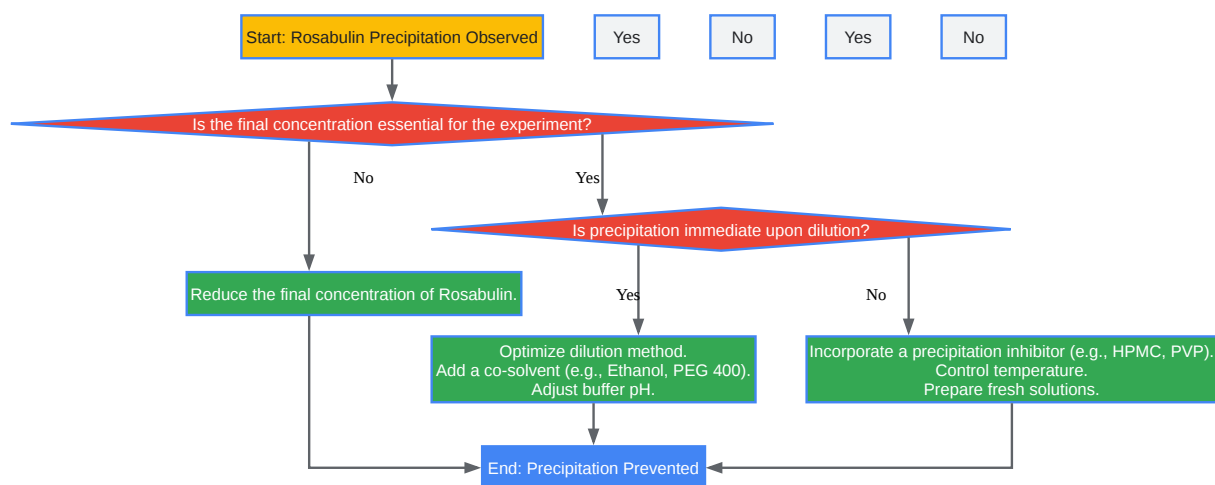 Start: Rosabulin Precipitation Observed
Yes
No
Yes
No
Is the final concentration essential for the experiment?
No
Yes
Is precipitation immediate upon dilution?
Reduce the final concentration of Rosabulin.
Yes
No
Optimize dilution method.
Add a co-solvent (e.g., Ethanol, PEG 400).
Adjust buffer pH.
Incorporate a precipitation inhibitor (e.g., HPMC, PVP).
Control temperature.
Prepare fresh solutions.
End: Precipitation Prevented